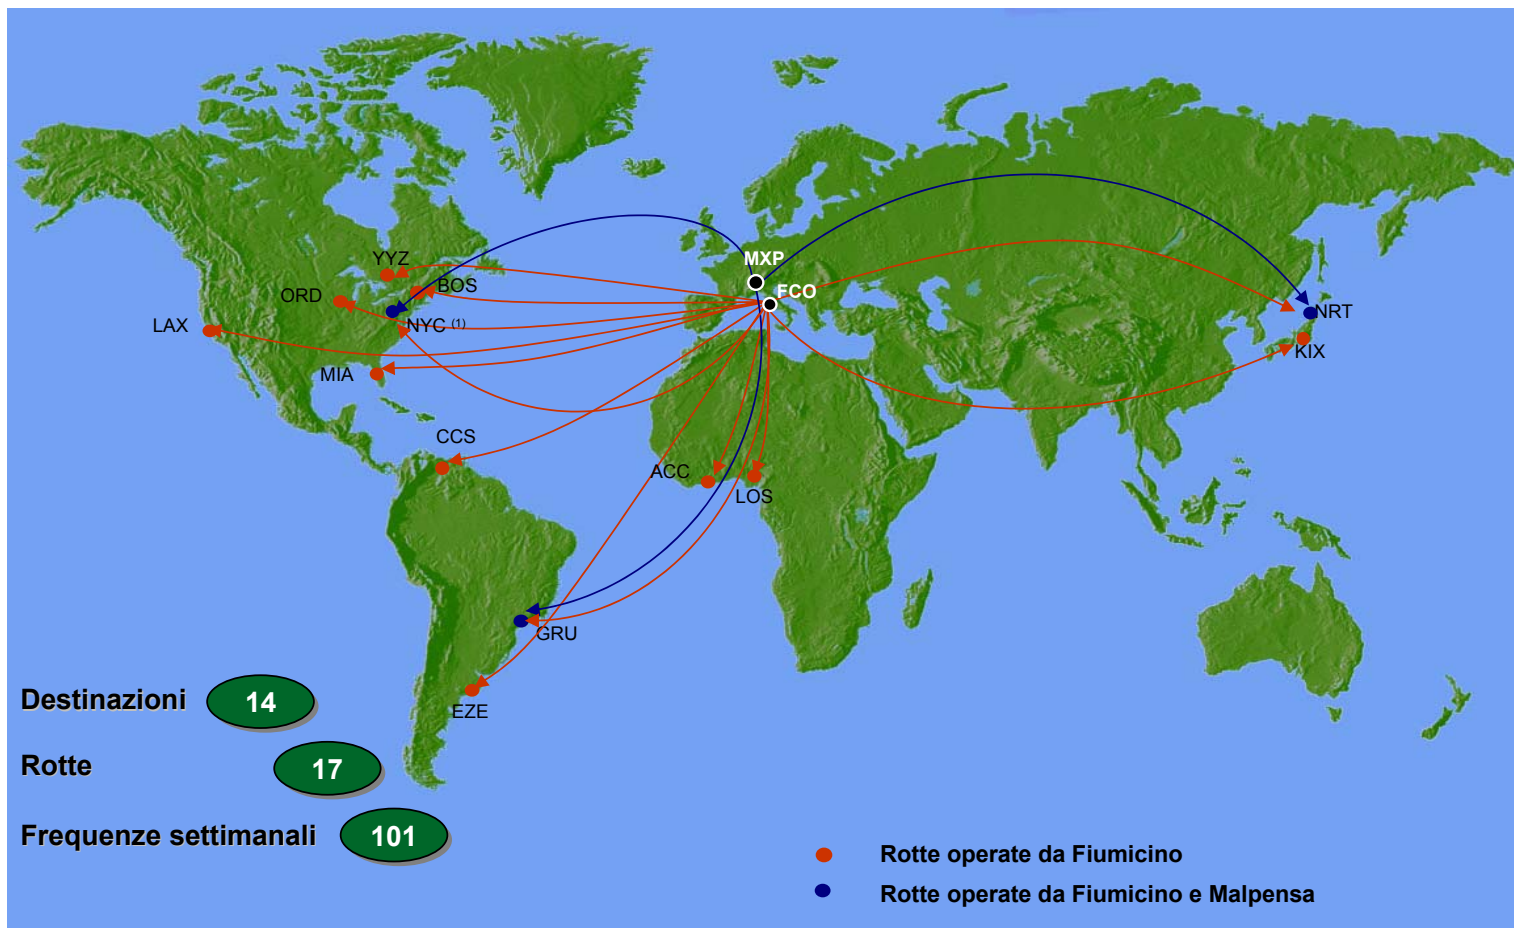 MXP
YYZ
FCO
BOS
ORD
LAX
NYC (1)
NRT
KIX
MIA
CCS
ACC
LOS
GRU
EZE
Destinazioni 14
Rotte 17
Frequenze settimanali 101
Rotte operate da Fiumicino
Rotte operate da Fiumicino e Malpensa